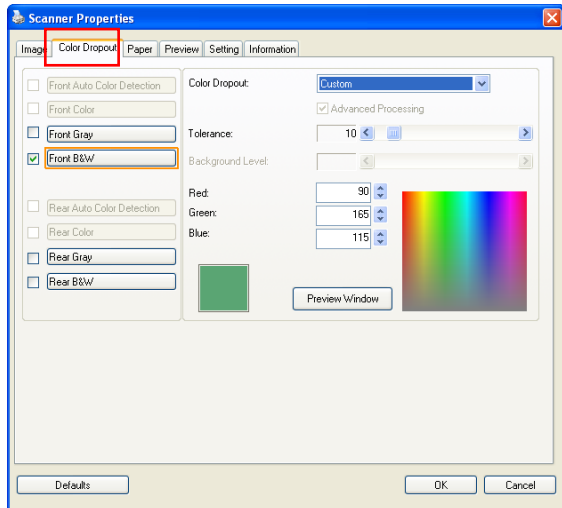 Scanner Properties
Image Color Dropout Paper Preview Setting Information
Front Auto Color Detection
Front Color
Front Gray
Front B&W
Rear Auto Color Detection
Rear Color
Rear Gray
Rear B&W
Color Dropout: Custom
Advanced Processing
Tolerance: 10
Background Level:
Red: 90
Green: 165
Blue: 115
Preview Window
Defaults OK Cancel